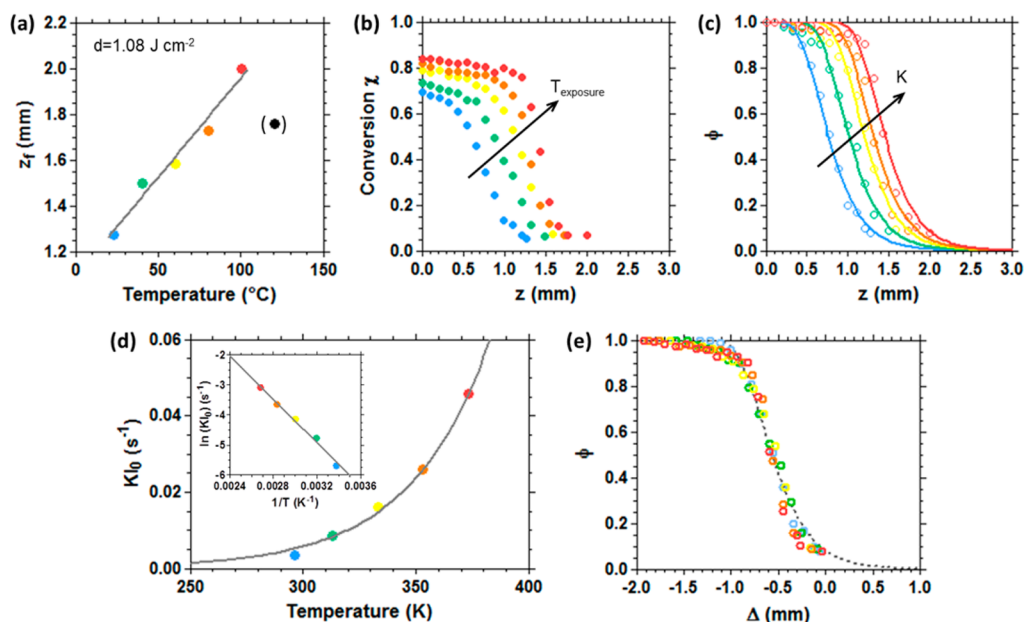 (a)
d=1.08 J cm-2
zf (mm)
2.2
2.0
1.8
1.6
1.4
1.2
( )
0 50 100 150
Temperature (°C)
(b)
Conversion χ
1.0
0.8
0.6
0.4
0.2
0.0
Texposure
0.0 0.5 1.0 1.5 2.0 2.5 3.0
z (mm)
(c)
ϕ
1.0
0.8
0.6
0.4
0.2
0.0
K
0.0 0.5 1.0 1.5 2.0 2.5 3.0
z (mm)
(d)
KI0 (s-1)
0.06
0.04
0.02
0.00
250 300 350 400
Temperature (K)
ln (KI0) (s-1)
-2
-3
-4
-5
-6
0.0024 0.0028 0.0032 0.0036
1/T (K-1)
(e)
ϕ
1.0
0.8
0.6
0.4
0.2
0.0
-2.0 -1.5 -1.0 -0.5 0.0 0.5 1.0
Δ (mm)